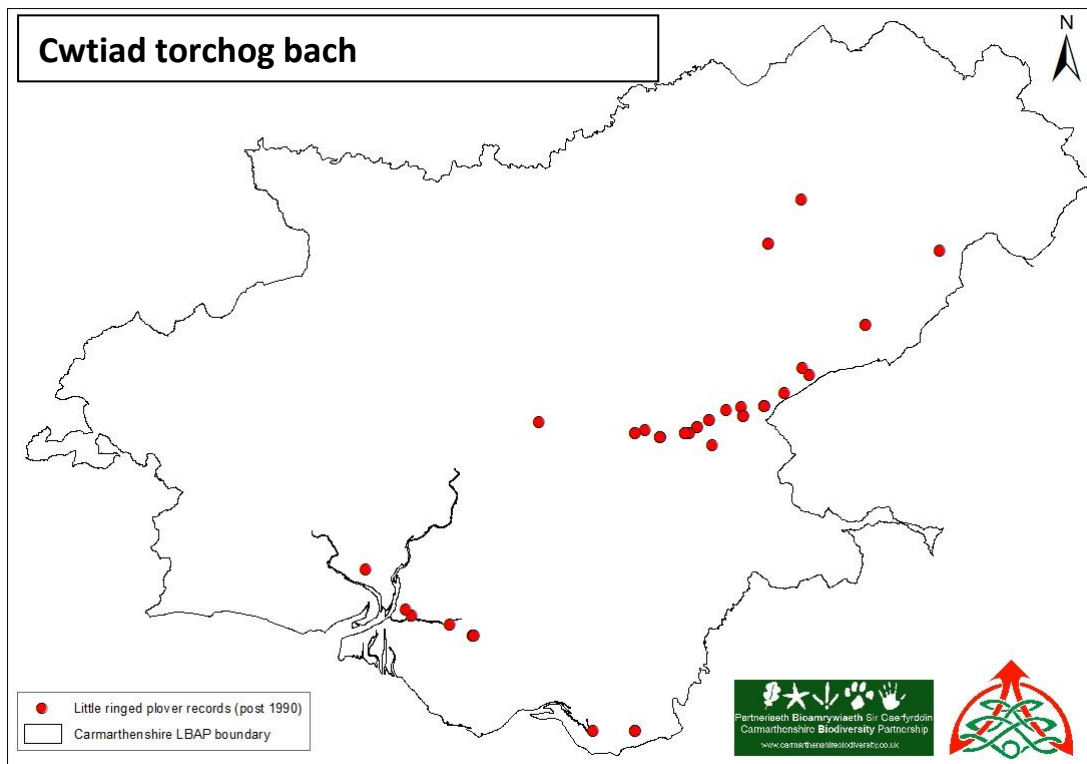 Cwtiad torchog bach
N
Little ringed plover records (post 1990)
Carmarthenshire LBAP boundary
Partneriaeth Bioamrywiaeth Sir Gaerfyrddin
Carmarthenshire Biodiversity Partnership
www.carmarthenshirebiodiversity.co.uk